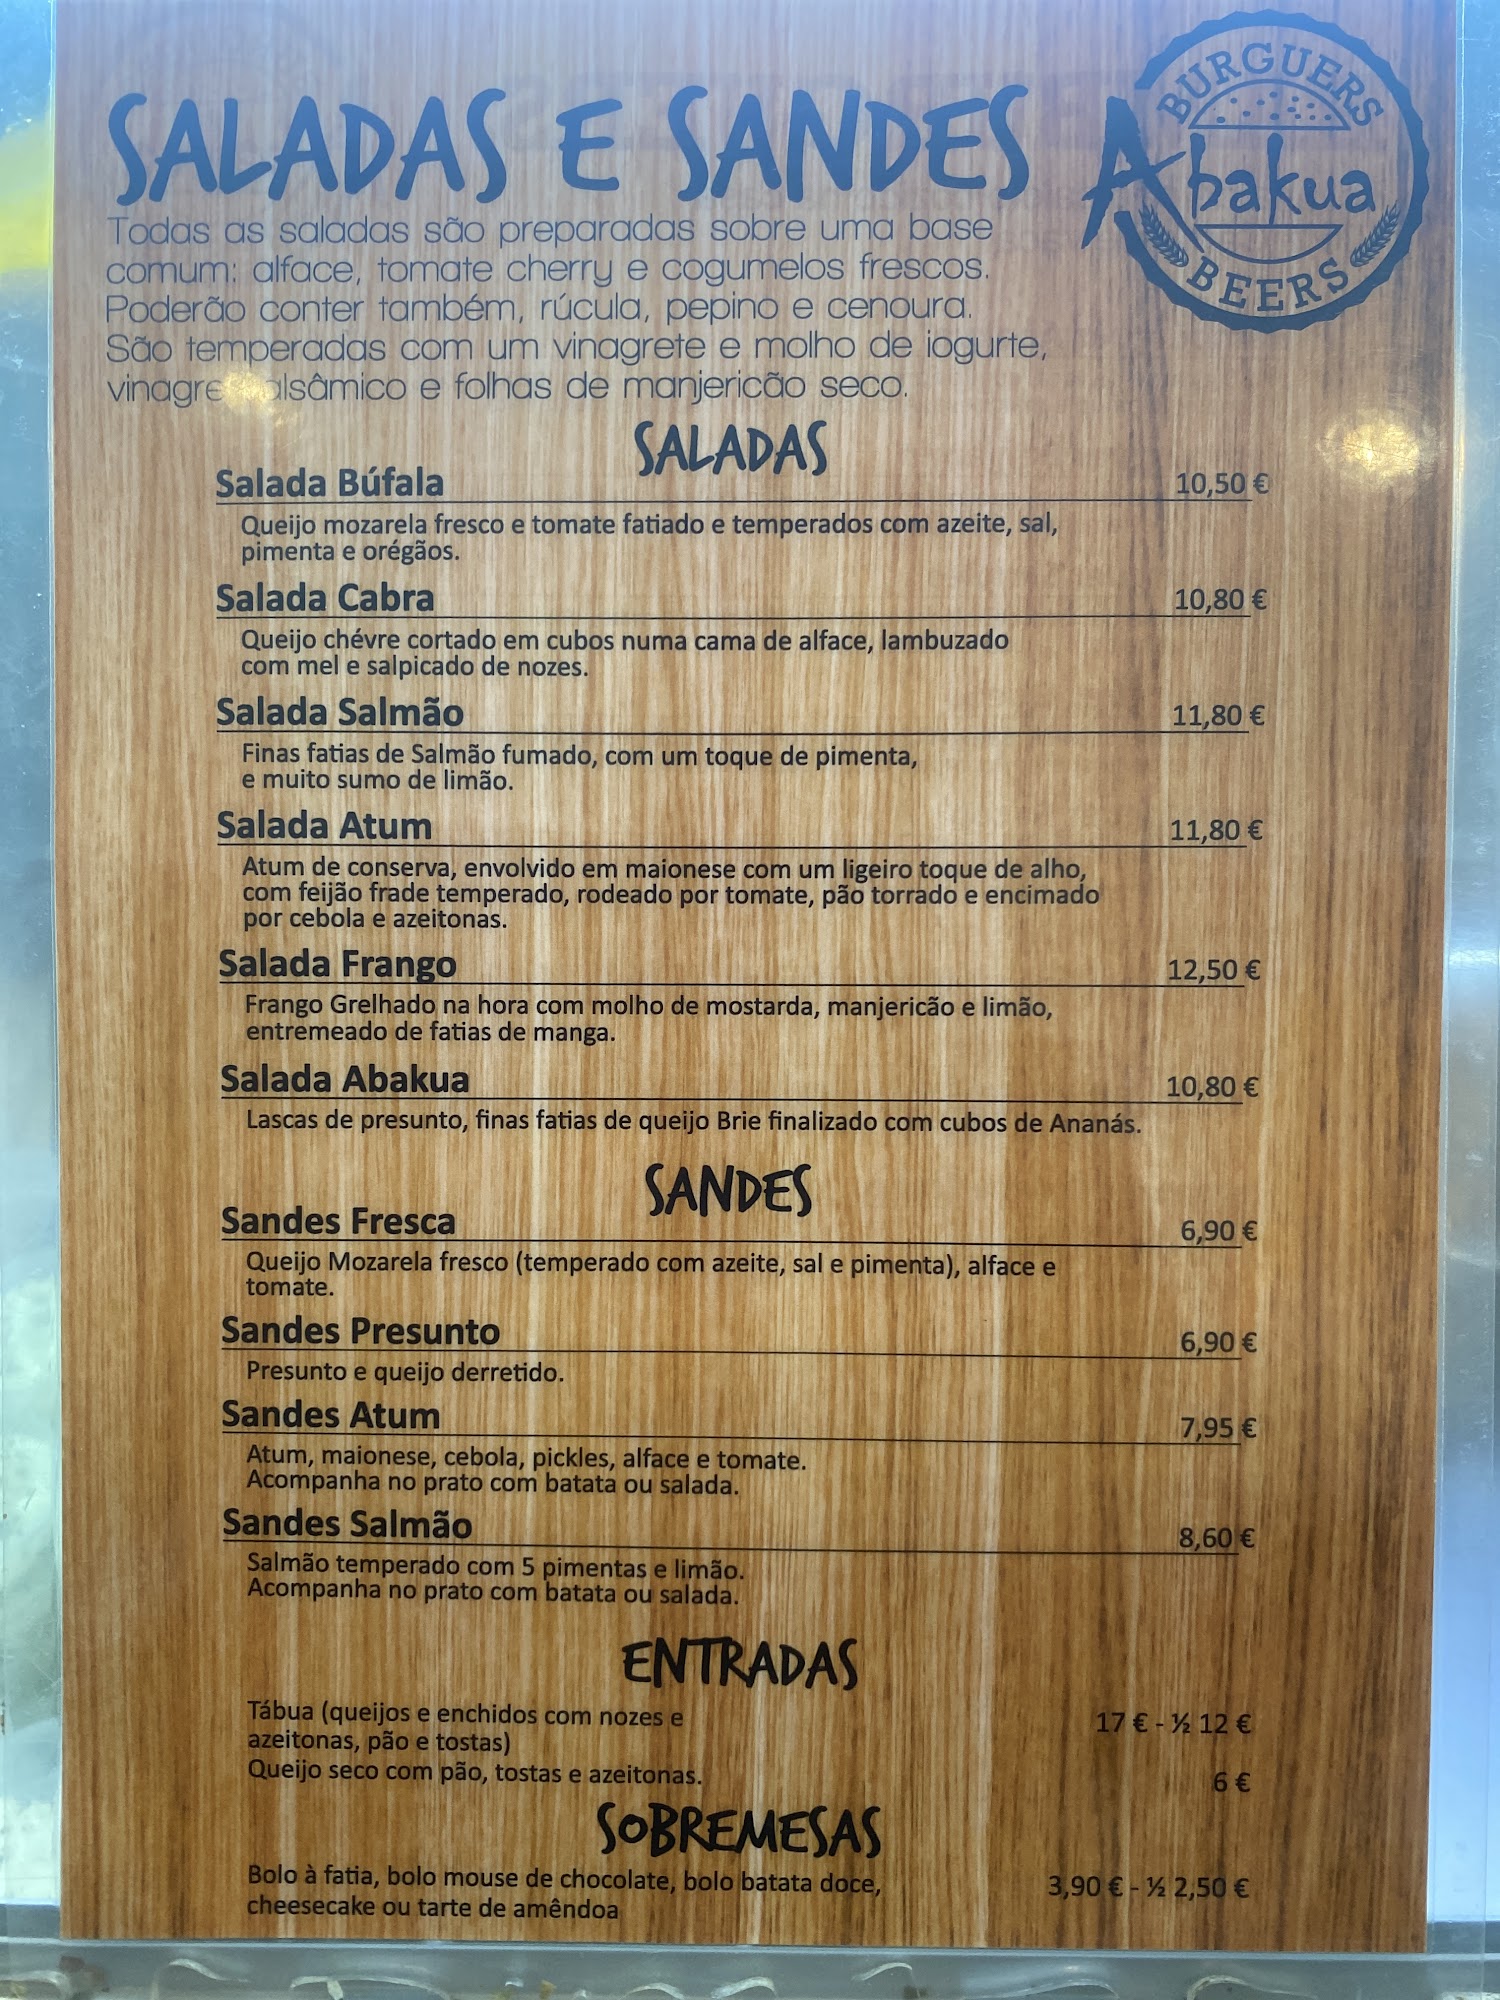 SALADAS E SANDES
BURGUERS
Abakua
BEERS
Todas as saladas são preparadas sobre uma base
comum: alface, tomate cherry e cogumelos frescos.
Poderão conter também, rúcula, pepino e cenoura.
São temperadas com um vinagrete e molho de iogurte,
e folhas de manjericão seco.
SALADAS
Salada Búfala 10,50 €
Queijo mozarela fresco e tomate fatiado e temperados com azeite, sal,
pimenta e orégãos.
Salada Cabra 10,80 €
Queijo chévre cortado em cubos numa cama de alface, lambuzado
com mel e salpicado de nozes.
Salada Salmão 11,80 €
Finas fatias de Salmão fumado, com um toque de pimenta,
e muito sumo de limão.
Salada Atum 11,80 €
Atum de conserva, envolvido em maionese com um ligeiro toque de alho,
com feijão frade temperado, rodeado por tomate, pão torrado e encimado
por cebola e azeitonas.
Salada Frango 12,50 €
Frango Grelhado na hora com molho de mostarda, manjericão e limão,
entremeado de fatias de manga.
Salada Abakua 10,80 €
Lascas de presunto, finas fatias de queijo Brie finalizado com cubos de Ananás.
SANDES
Sandes Fresca 6,90 €
Queijo Mozarela fresco (temperado com azeite, sal e pimenta), alface e
tomate.
Sandes Presunto 6,90 €
Presunto e queijo derretido.
Sandes Atum 7,95 €
Atum, maionese, cebola, pickles, alface e tomate.
Acompanha no prato com batata ou salada.
Sandes Salmão 8,60 €
Salmão temperado com 5 pimentas e limão.
Acompanha no prato com batata ou salada.
ENTRADAS
Tábua (queijos e enchidos com nozes e
azeitonas, pão e tostas) 17 € - ½ 12 €
Queijo seco com pão, tostas e azeitonas. 6 €
SOBREMESAS
Bolo à fatia, bolo mouse de chocolate, bolo batata doce, 3,90 € - ½ 2,50 €
cheesecake ou tarte de amêndoa